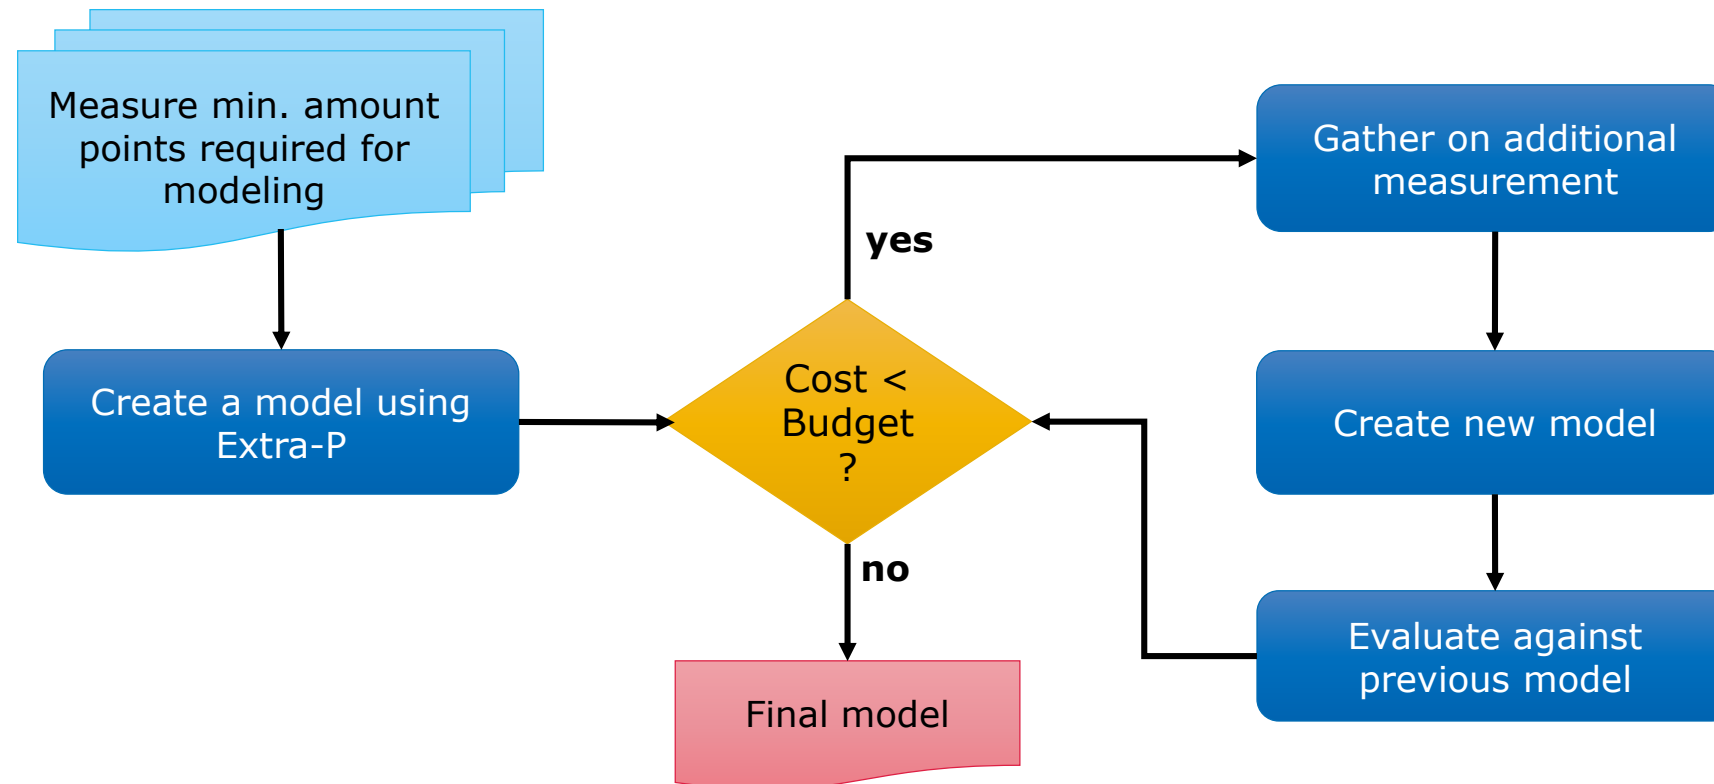 Measure min. amount
points required for
modeling
Create a model using
Extra-P
Cost <
Budget
?
yes
no
Gather on additional
measurement
Create new model
Evaluate against
previous model
Final model